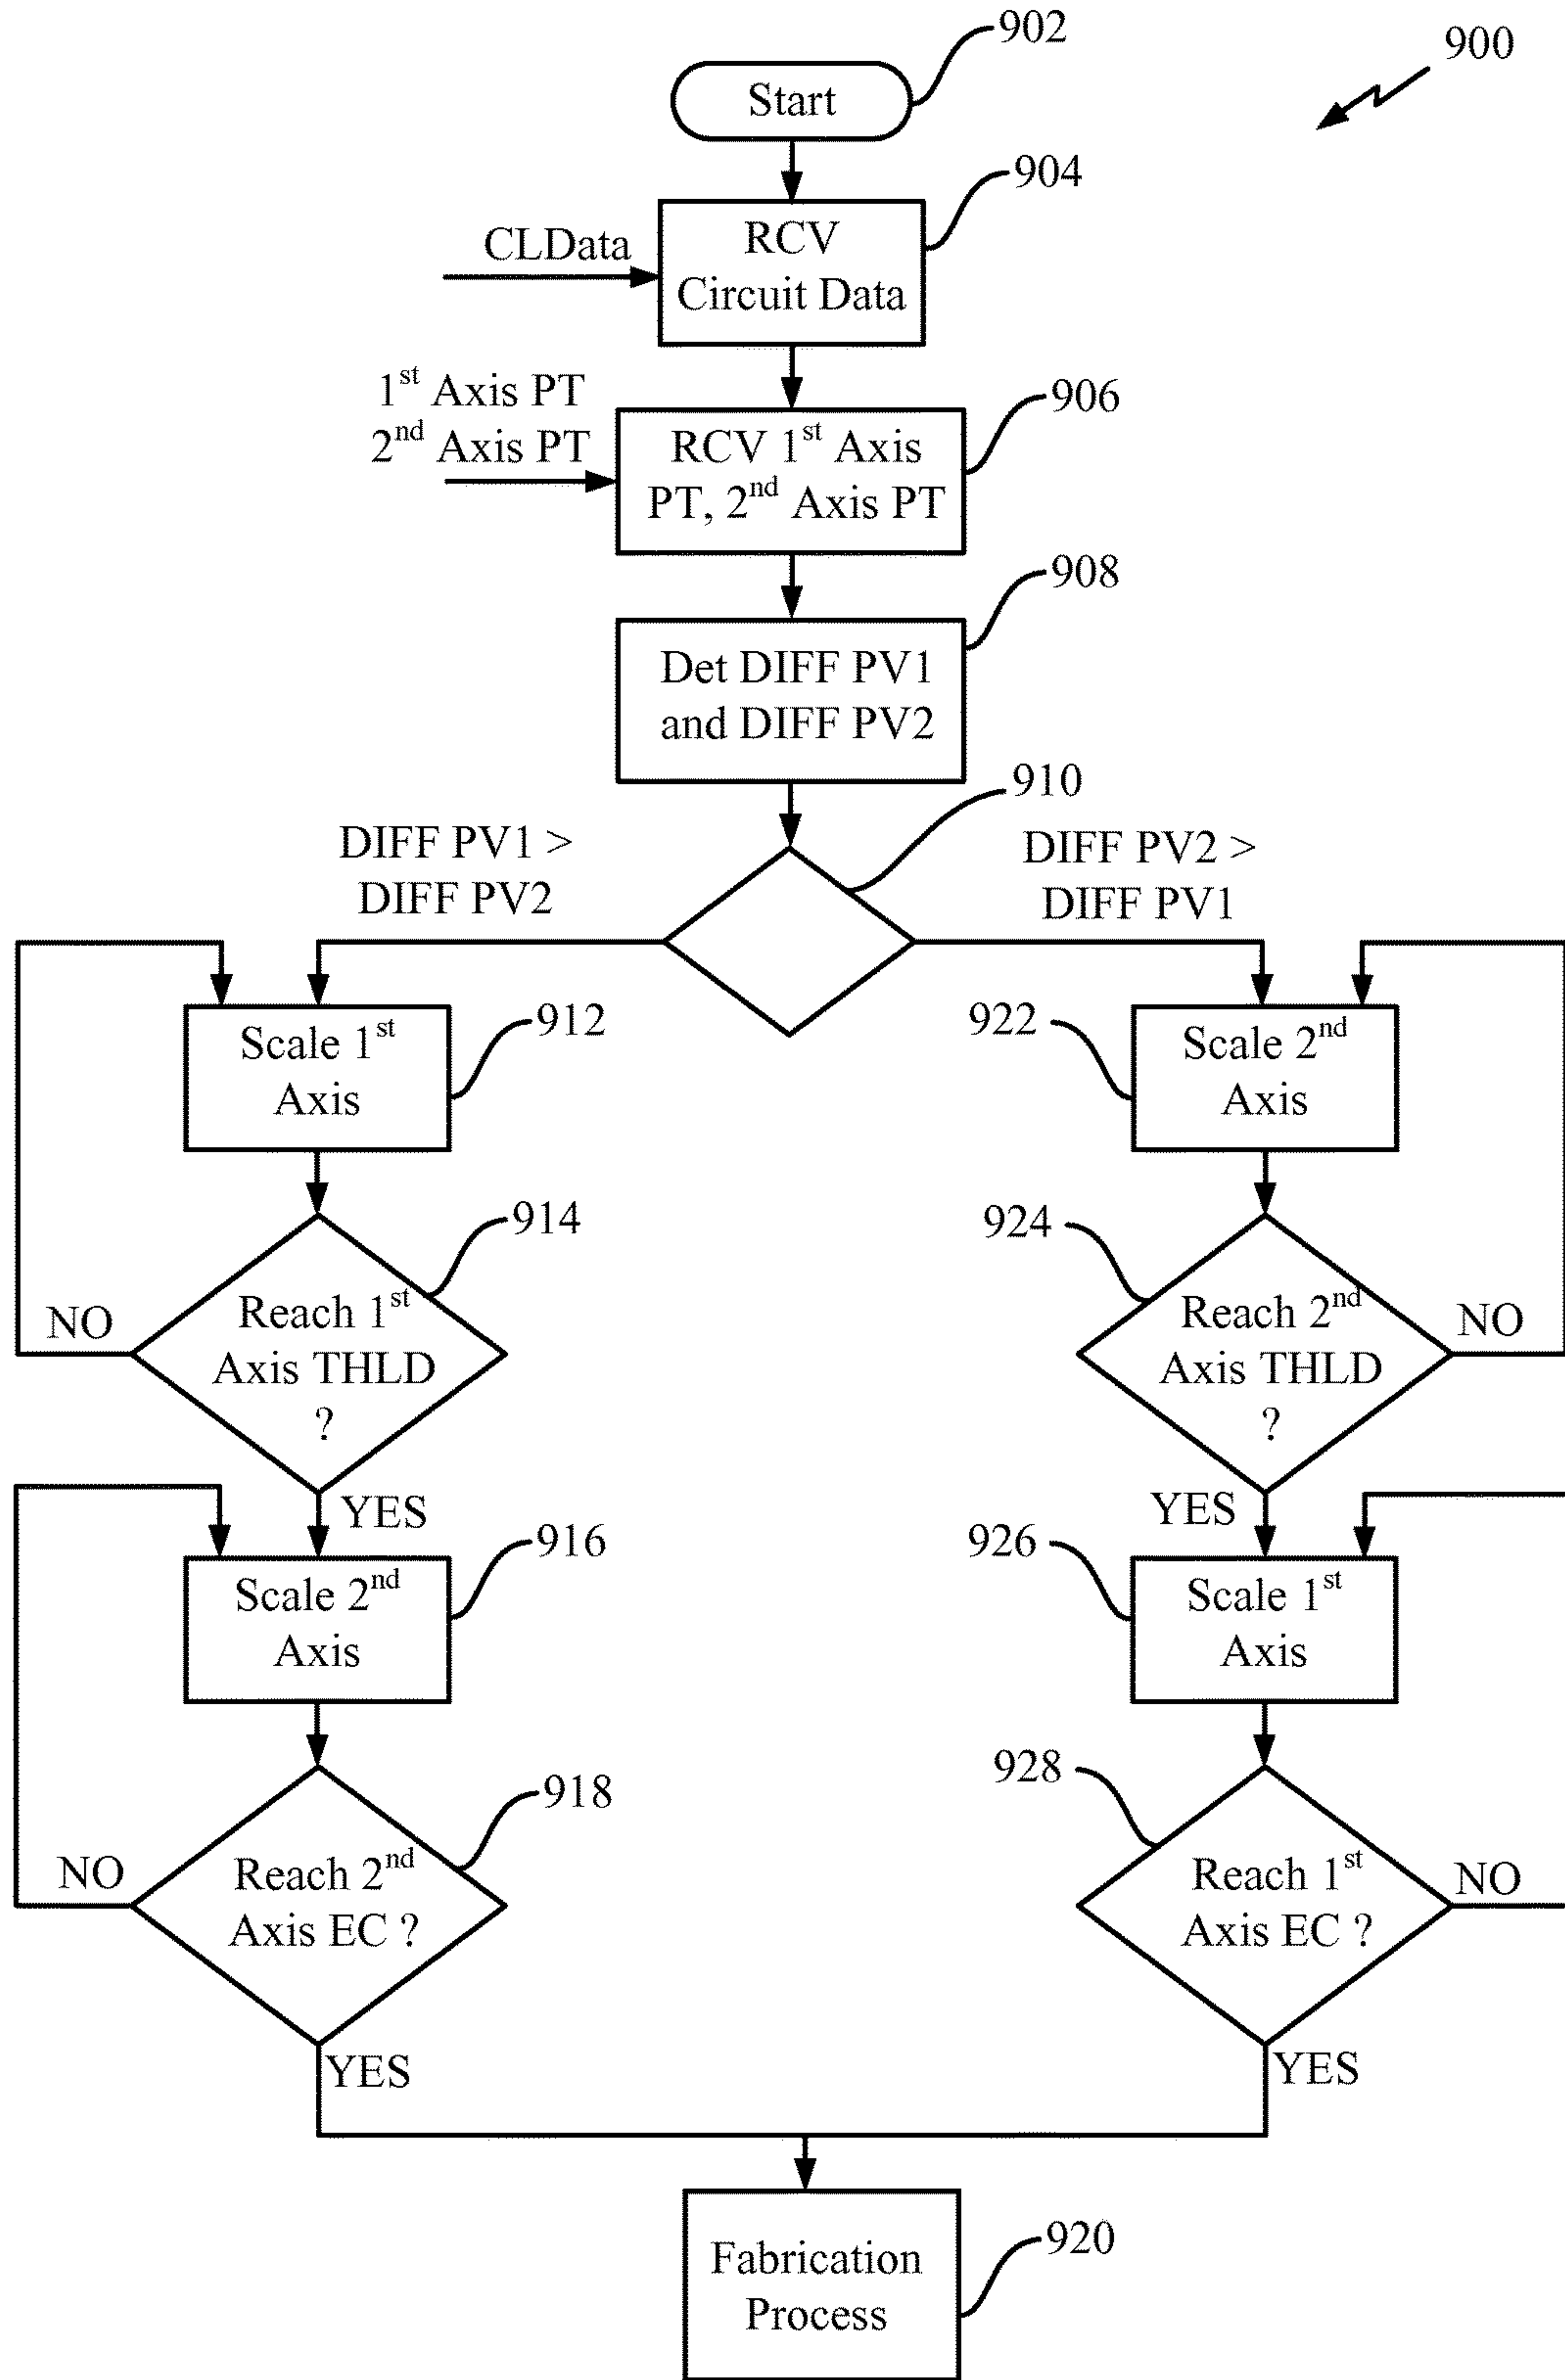 902
900
Start
904
CLData
RCV
Circuit Data
1st Axis PT
2nd Axis PT
906
RCV 1st Axis
PT, 2nd Axis PT
908
Det DIFF PV1
and DIFF PV2
910
DIFF PV1 >
DIFF PV2
DIFF PV2 >
DIFF PV1
Scale 1st
Axis
912
922
Scale 2nd
Axis
914
924
NO
Reach 1st
Axis THLD
?
Reach 2nd
Axis THLD
?
NO
YES
YES
916
926
Scale 2nd
Axis
Scale 1st
Axis
918
928
NO
Reach 2nd
Axis EC ?
Reach 1st
Axis EC ?
NO
YES
YES
920
Fabrication
Process